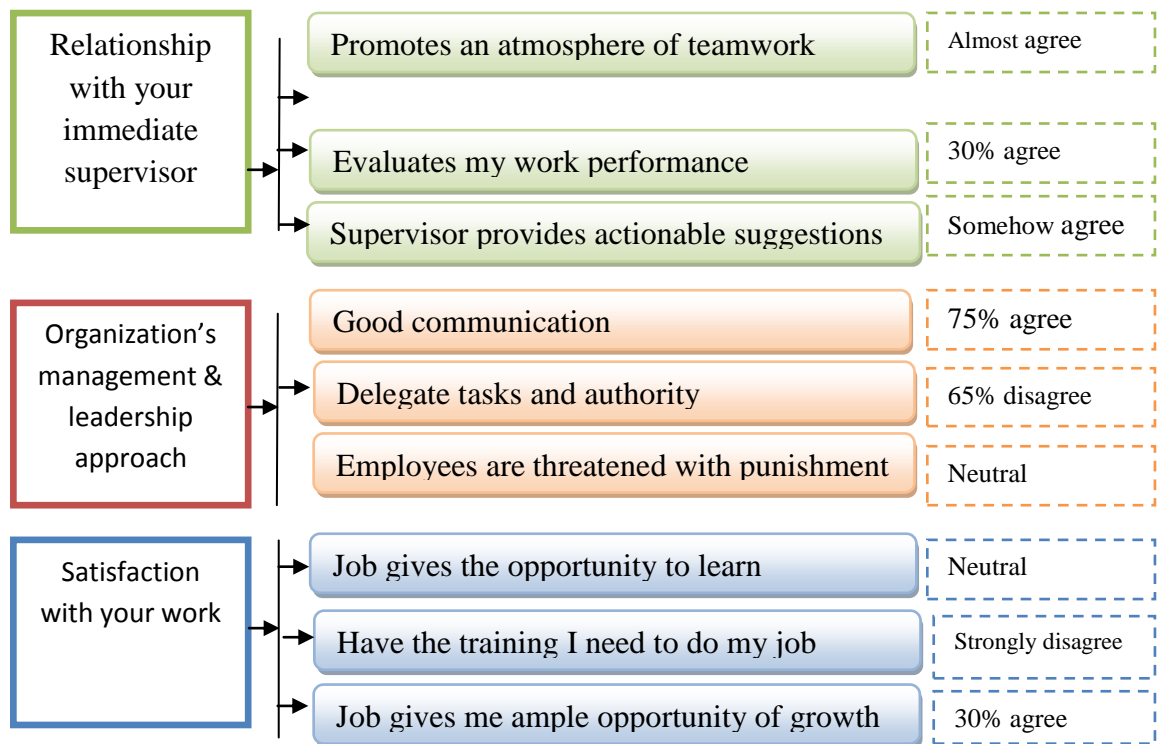 Relationship
with your
immediate
supervisor
Promotes an atmosphere of teamwork
Almost agree
Evaluates my work performance
30% agree
Supervisor provides actionable suggestions
Somehow agree
Organization’s
management &
leadership
approach
Good communication
75% agree
Delegate tasks and authority
65% disagree
Employees are threatened with punishment
Neutral
Satisfaction
with your work
Job gives the opportunity to learn
Neutral
Have the training I need to do my job
Strongly disagree
Job gives me ample opportunity of growth
30% agree